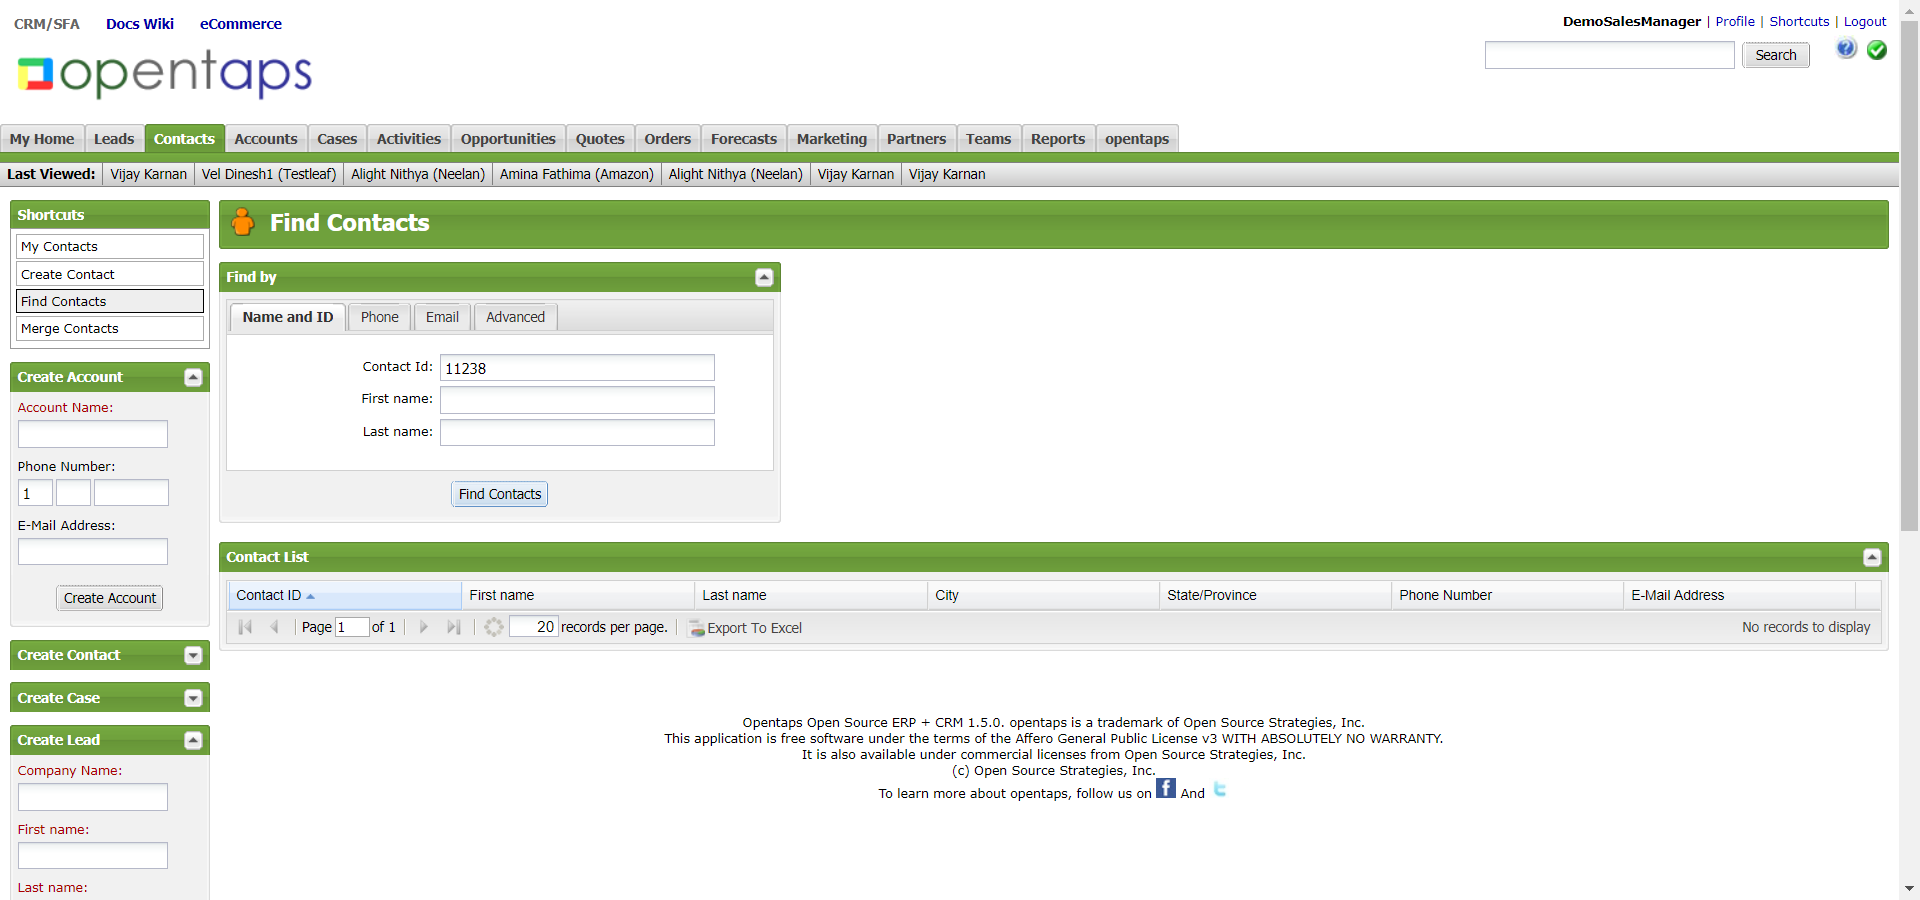 CRM/SFA Docs Wiki eCommerce
DemoSalesManager | Profile | Shortcuts | Logout
opentaps
Search
My Home Leads Contacts Accounts Cases Activities Opportunities Quotes Orders Forecasts Marketing Partners Teams Reports opentaps
Last Viewed: Vijay Karnan Vel Dinesh1 (Testleaf) Alight Nithya (Neelan) Amina Fathima (Amazon) Alight Nithya (Neelan) Vijay Karnan Vijay Karnan
Shortcuts
My Contacts
Create Contact
Find Contacts
Merge Contacts
Create Account
Account Name:
Phone Number:
1
E-Mail Address:
Create Account
Create Contact
Create Case
Create Lead
Company Name:
First name:
Last name:
Find Contacts
Find by
Name and ID Phone Email Advanced
Contact Id: 11238
First name:
Last name:
Find Contacts
Contact List
Contact ID First name Last name City State/Province Phone Number E-Mail Address
Page 1 of 1 20 records per page. Export To Excel No records to display
Opentaps Open Source ERP + CRM 1.5.0. opentaps is a trademark of Open Source Strategies, Inc.
This application is free software under the terms of the Affero General Public License v3 WITH ABSOLUTELY NO WARRANTY.
It is also available under commercial licenses from Open Source Strategies, Inc.
(c) Open Source Strategies, Inc.
To learn more about opentaps, follow us on f And t